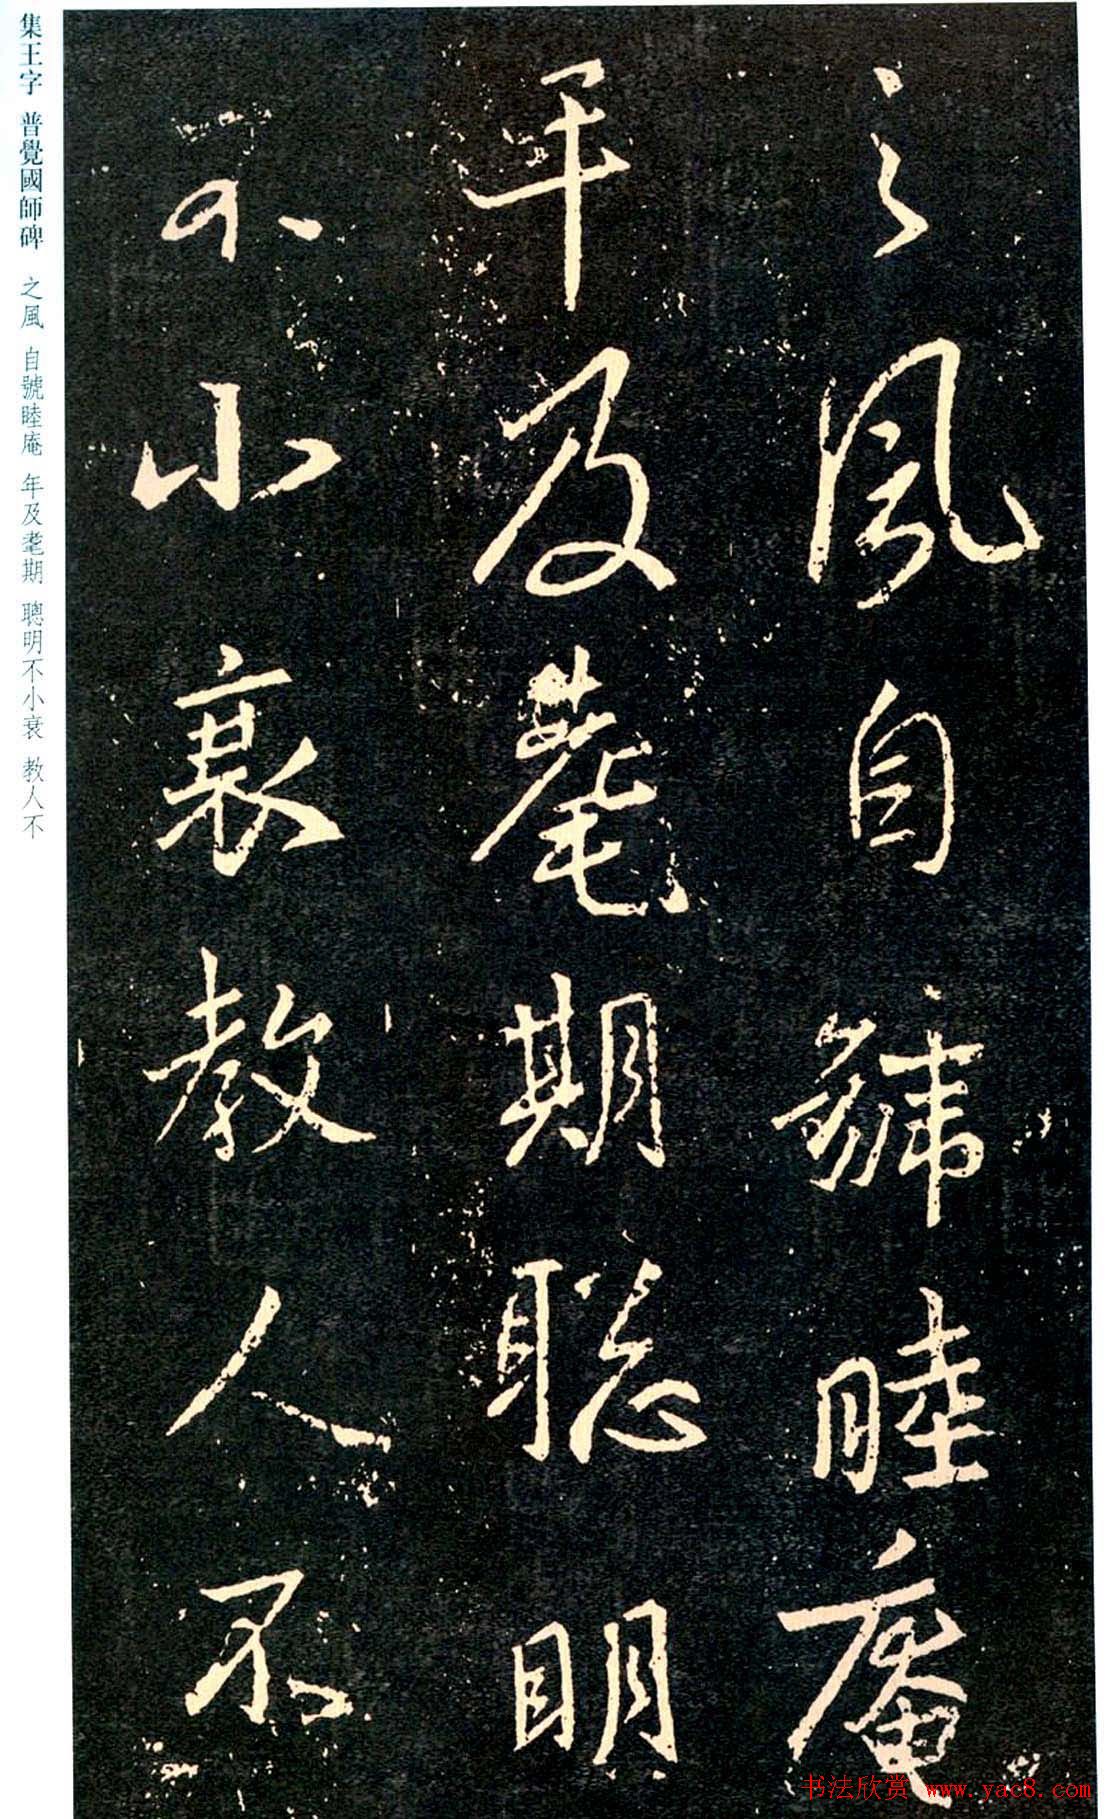 之風自號睦庵
年及耄期聰明
不小衰教人不
集王字 普覺國師碑 之風 自號睦庵 年及耄期 聰明不小衰 教人不
书法欣赏 www.yac8.com